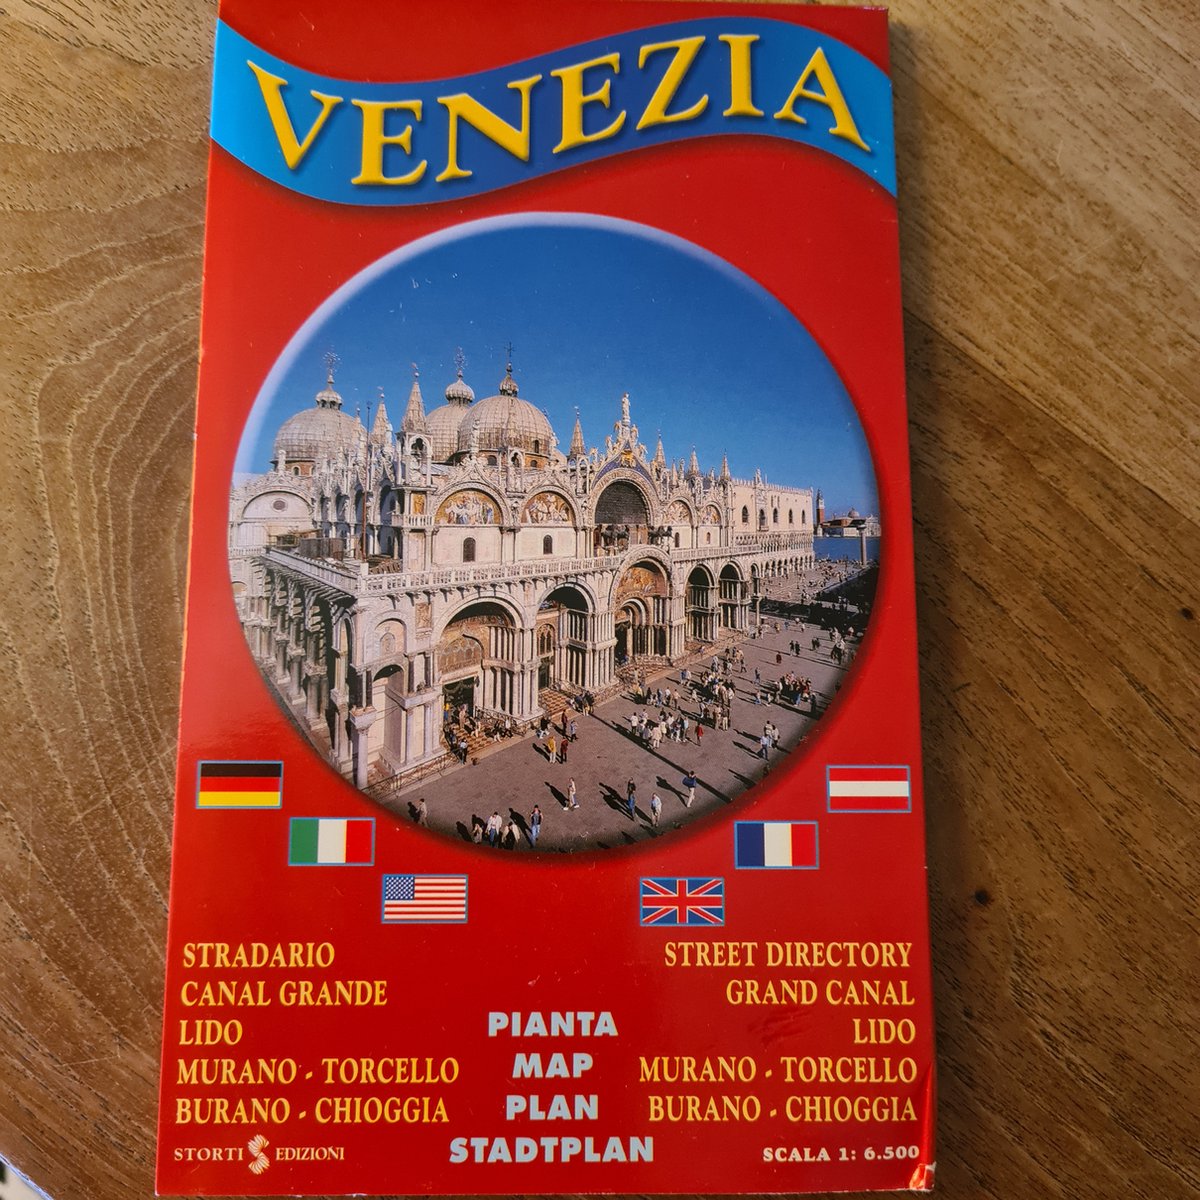 VENEZIA
STRADARIO
CANAL GRANDE
LIDO
MURANO - TORCELLO
BURANO - CHIOGGIA
STORTI EDIZIONI
PIANTA
MAP
PLAN
STADTPLAN
STREET DIRECTORY
GRAND CANAL
LIDO
MURANO - TORCELLO
BURANO - CHIOGGIA
SCALA 1: 6.500